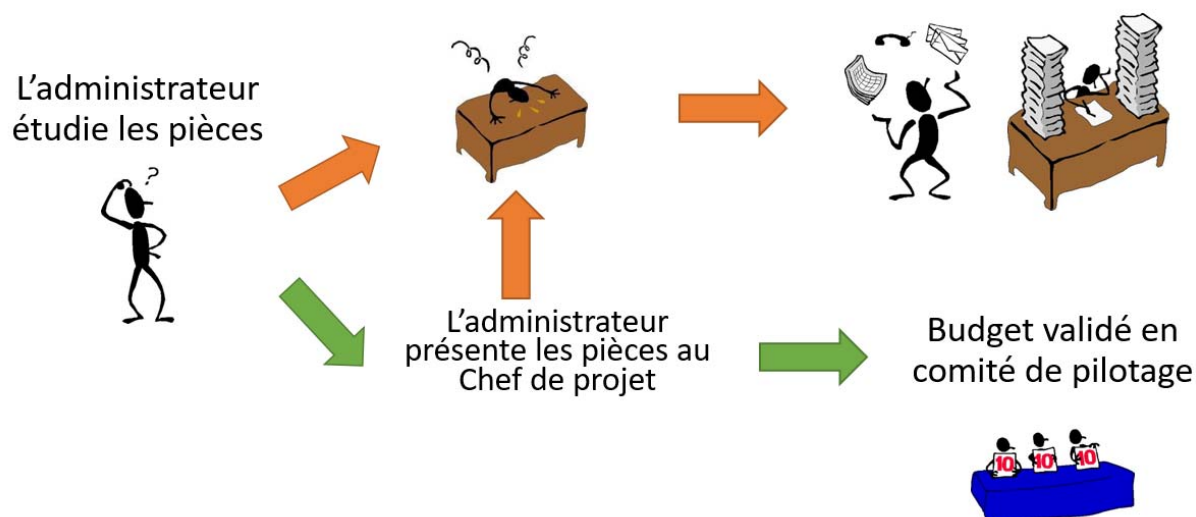 L'administrateur
étudie les pièces
?
L'administrateur
présente les pièces au
Chef de projet
Budget validé en
comité de pilotage
10 10 10